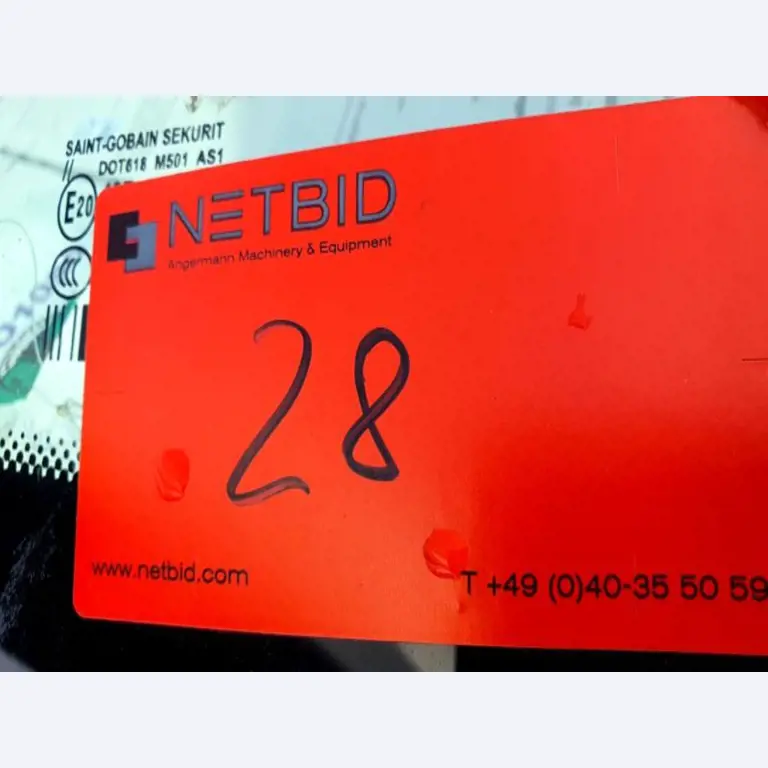 SAINT-GOBAIN SEKURIT
// DOT618 M501 AS1
E20
CCC
NETBID
Angermann Machinery & Equipment
28
www.netbid.com
T +49 (0)40-35 50 59